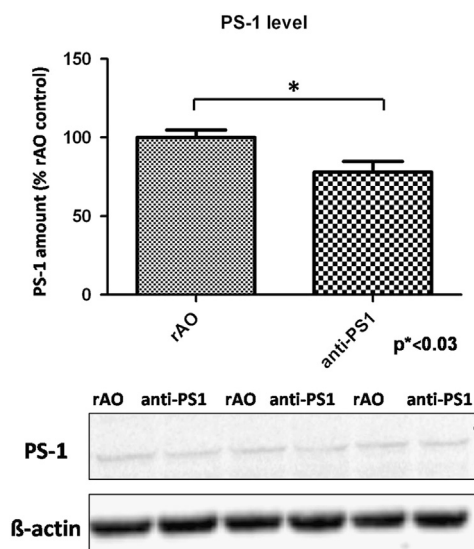 PS-1 level
PS-1 amount (% rAO control)
150
100
50
0
*
rAO
anti-PS1
p*<0.03
rAO anti-PS1 rAO anti-PS1 rAO anti-PS1
PS-1
ß-actin